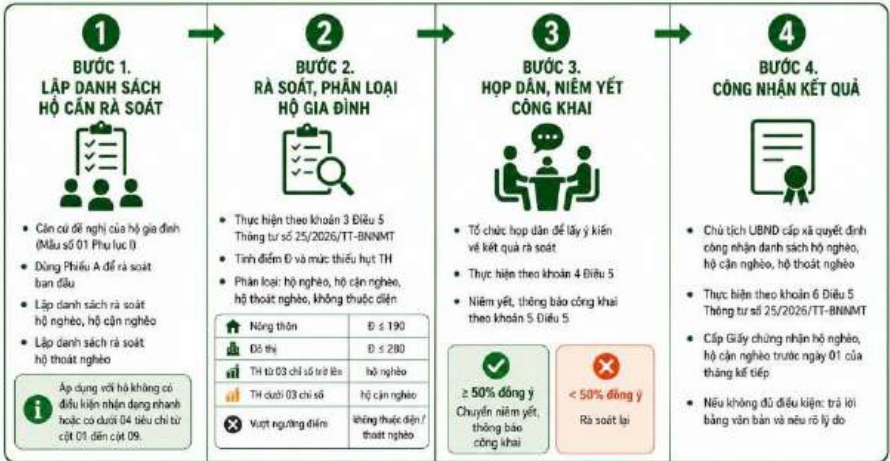 1
BƯỚC 1.
LẬP DANH SÁCH
HỘ CẦN RÀ SOÁT
• Căn cứ đề nghị của hộ gia đình
(Mẫu số 01 Phụ lục I)
• Dùng Phiếu A để rà soát
ban đầu
• Lập danh sách rà soát
hộ nghèo, hộ cận nghèo
• Lập danh sách rà soát
hộ thoát nghèo
i
Áp dụng với hộ không có
điều kiện nhận dạng nhanh
hoặc có dưới 04 tiêu chí từ
cột 01 đến cột 09.
2
BƯỚC 2.
RÀ SOÁT, PHÂN LOẠI
HỘ GIA ĐÌNH
• Thực hiện theo khoản 3 Điều 5
Thông tư số 25/2026/TT-BNNMT
• Tính điểm Đ và mức thiếu hụt TH
• Phân loại: hộ nghèo, hộ cận nghèo,
hộ thoát nghèo, không thuộc diện
Nông thôn Đ ≤ 190
Đô thị Đ ≤ 280
TH từ 03 chỉ số trở lên hộ nghèo
TH dưới 03 chỉ số hộ cận nghèo
Vượt ngưỡng điểm không thuộc diện /
thoát nghèo
3
BƯỚC 3.
HỌP DÂN, NIÊM YẾT
CÔNG KHAI
• Tổ chức họp dân để lấy ý kiến
về kết quả rà soát
• Thực hiện theo khoản 4 Điều 5
• Niêm yết, thông báo công khai
theo khoản 5 Điều 5
≥ 50% đồng ý
Chuyển niêm yết,
thông báo
công khai
< 50% đồng ý
Rà soát lại
4
BƯỚC 4.
CÔNG NHẬN KẾT QUẢ
• Chủ tịch UBND cấp xã quyết định
công nhận danh sách hộ nghèo,
hộ cận nghèo, hộ thoát nghèo
• Thực hiện theo khoản 6 Điều 5
Thông tư số 25/2026/TT-BNNMT
• Cấp Giấy chứng nhận hộ nghèo,
hộ cận nghèo trước ngày 01 của
tháng kế tiếp
• Nếu không đủ điều kiện: trả lời
bằng văn bản và nêu rõ lý do